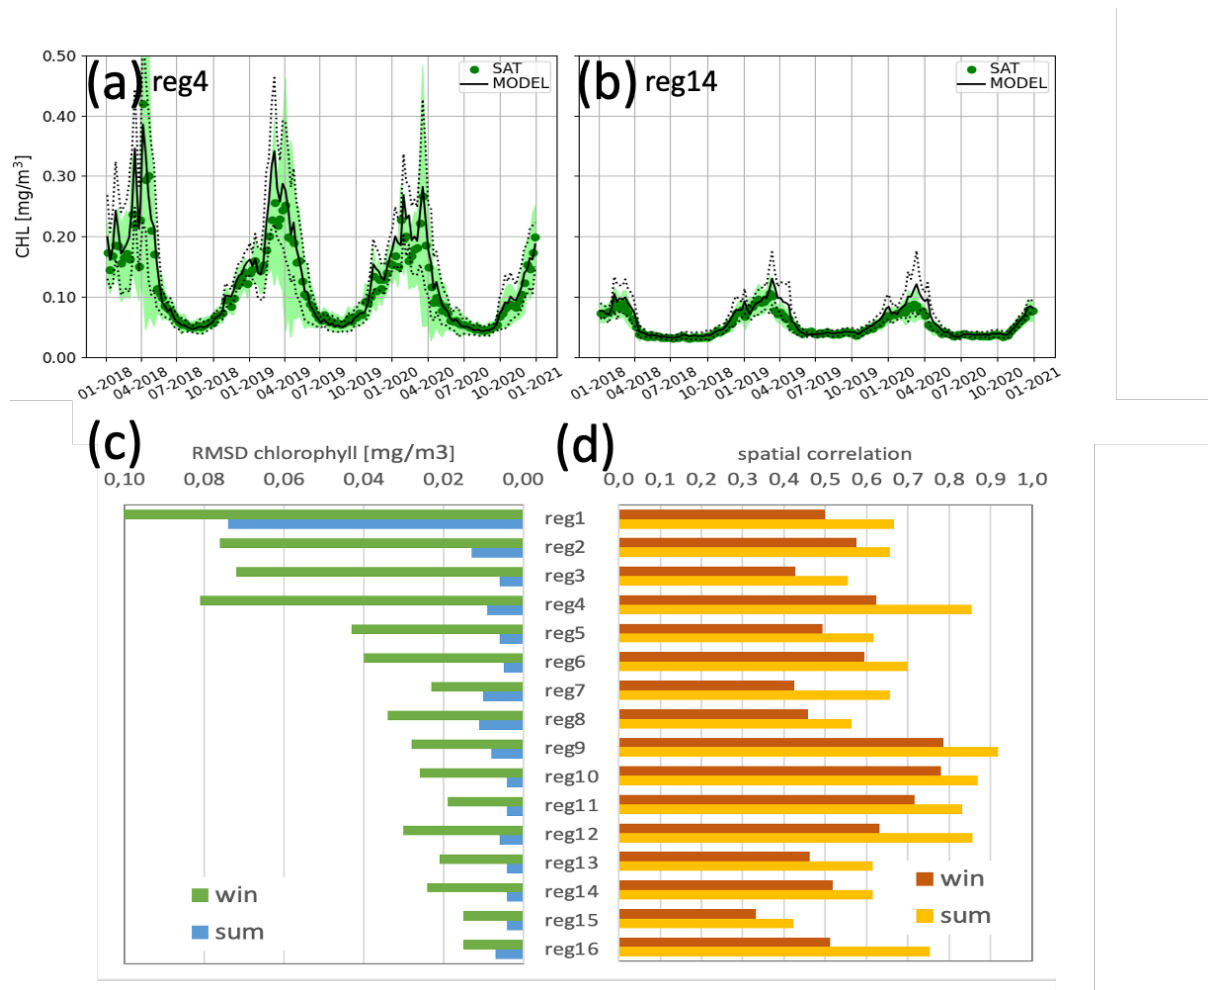 (a) reg4
SAT
MODEL
(b) reg14
SAT
MODEL
CHL [mg/m³]
0.50
0.40
0.30
0.20
0.10
0.00
01-2018 04-2018 07-2018 10-2018 01-2019 04-2019 07-2019 10-2019 01-2020 04-2020 07-2020 10-2020 01-2021
01-2018 04-2018 07-2018 10-2018 01-2019 04-2019 07-2019 10-2019 01-2020 04-2020 07-2020 10-2020 01-2021
(c)
RMSD chlorophyll [mg/m3]
0,10 0,08 0,06 0,04 0,02 0,00
(d)
spatial correlation
0,0 0,1 0,2 0,3 0,4 0,5 0,6 0,7 0,8 0,9 1,0
reg1
reg2
reg3
reg4
reg5
reg6
reg7
reg8
reg9
reg10
reg11
reg12
reg13
reg14
reg15
reg16
win
sum
win
sum